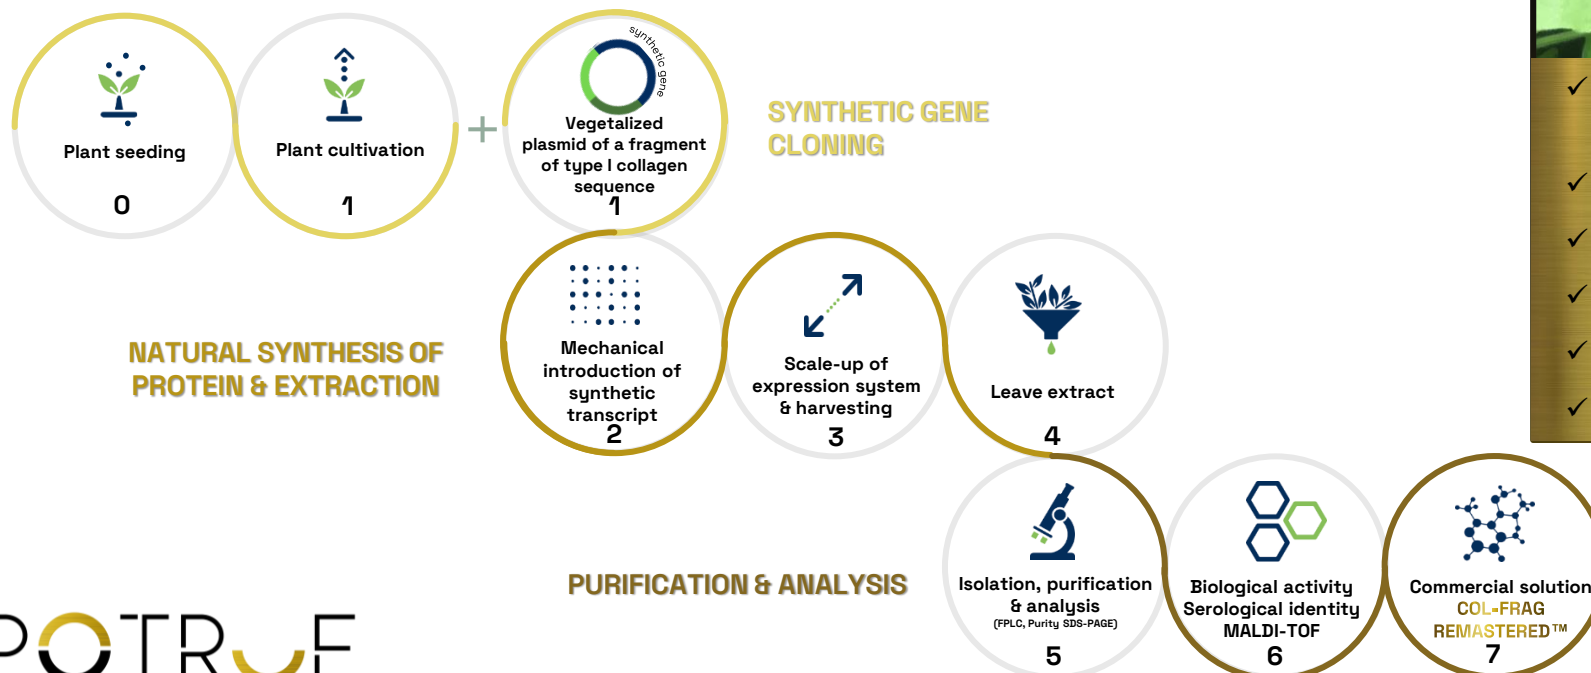 synthetic gene
Plant seeding
0
Plant cultivation
1
+
Vegetalized
plasmid of a fragment
of type I collagen
sequence
1
SYNTHETIC GENE
CLONING
NATURAL SYNTHESIS OF
PROTEIN & EXTRACTION
Mechanical
introduction of
synthetic
transcript
2
Scale-up of
expression system
& harvesting
3
Leave extract
4
PURIFICATION & ANALYSIS
Isolation, purification
& analysis
(FPLC, Purity SDS-PAGE)
5
Biological activity
Serological identity
MALDI-TOF
6
Commercial solution
COL-FRAG
REMASTERED™
7